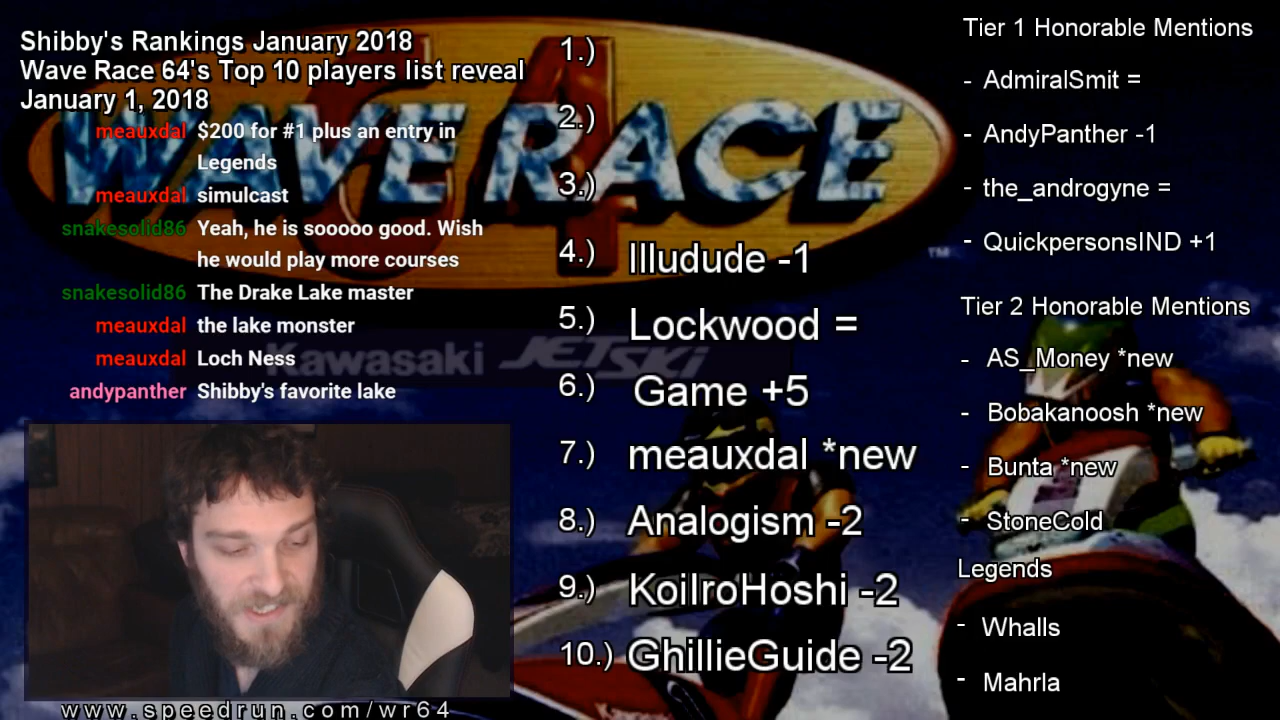 Shibby's Rankings January 2018
Wave Race 64's Top 10 players list reveal
January 1, 2018
meauxdal $200 for #1 plus an entry in
Legends
meauxdal simulcast
snakesolid86 Yeah, he is sooooo good. Wish
he would play more courses
snakesolid86 The Drake Lake master
meauxdal the lake monster
meauxdal Loch Ness
andypanther Shibby's favorite lake
www.speedrun.com/wr64
WAVE RACE
64
TM
Kawasaki JET SKI
1.)
2.)
3.)
4.) Illudude -1
5.) Lockwood =
6.) Game +5
7.) meauxdal *new
8.) Analogism -2
9.) KoiIroHoshi -2
10.) GhillieGuide -2
Kawasaki
Tier 1 Honorable Mentions
- AdmiralSmit =
- AndyPanther -1
- the_androgyne =
- QuickpersonsIND +1
Tier 2 Honorable Mentions
- AS_Money *new
- Bobakanoosh *new
- Bunta *new
- StoneCold
Legends
- Whalls
- Mahrla